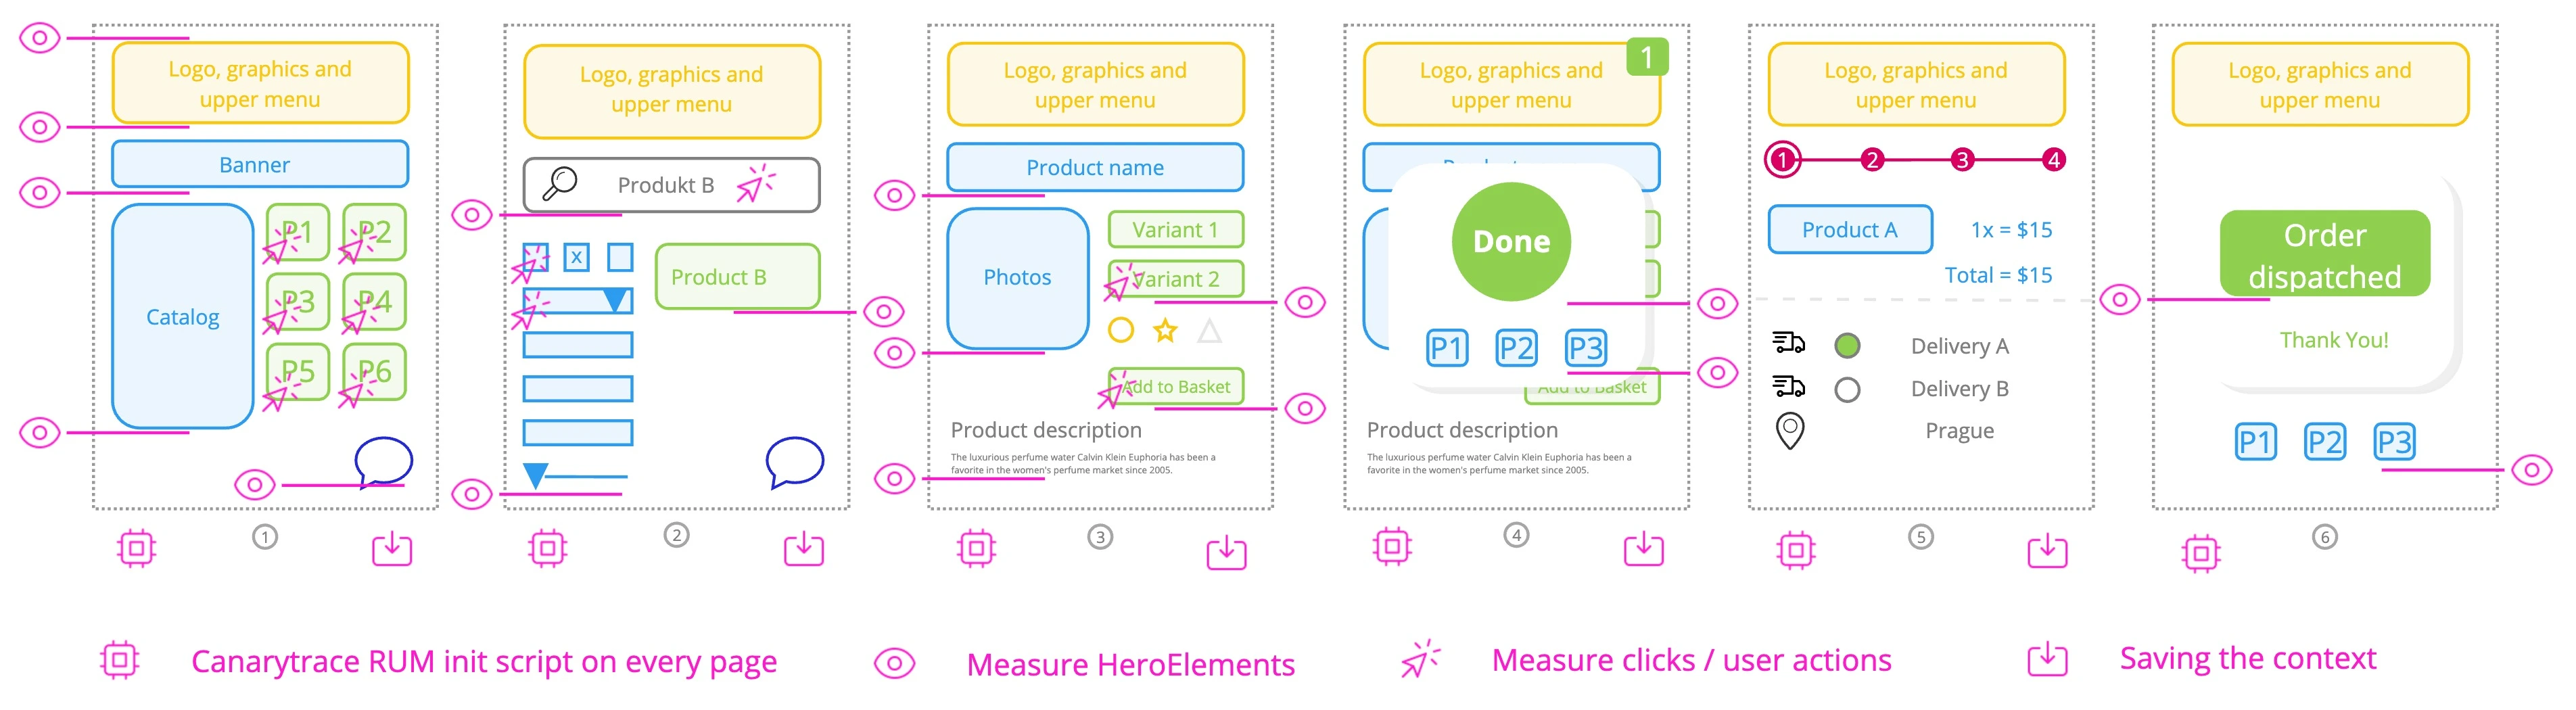 Logo, graphics and
upper menu
Banner
Catalog
P1
P2
P3
P4
P5
P6
1
Logo, graphics and
upper menu
Produkt B
x
Product B
2
Logo, graphics and
upper menu
Product name
Photos
Variant 1
Variant 2
Add to Basket
Product description
The luxurious perfume water Calvin Klein Euphoria has been a
favorite in the women's perfume market since 2005.
3
Logo, graphics and
upper menu
1
Done
P1
P2
P3
Add to Basket
Product description
The luxurious perfume water Calvin Klein Euphoria has been a
favorite in the women's perfume market since 2005.
4
Logo, graphics and
upper menu
1
2
3
4
Product A
1x = $15
Total = $15
Delivery A
Delivery B
Prague
5
Logo, graphics and
upper menu
Order
dispatched
Thank You!
P1
P2
P3
6
Canarytrace RUM init script on every page
Measure HeroElements
Measure clicks / user actions
Saving the context